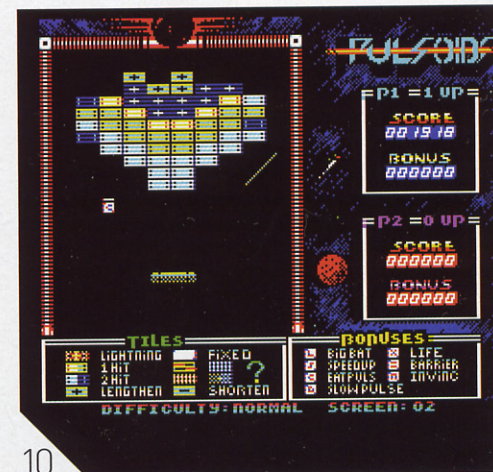 PULSOIDS
P1 =1 UP
SCORE
001918
BONUS
000000
P2 =0 UP
SCORE
000000
BONUS
000000
TILES
LIGHTNING
FIXED
1 HIT
2 HIT
?
LENGTHEN
SHORTEN
BONUSES
BIGBAT
LIFE
SPEEDUP
BARRIER
EATPULS
INVINC
SLOWPULSE
DIFFICULTY: NORMAL SCREEN: 02
10